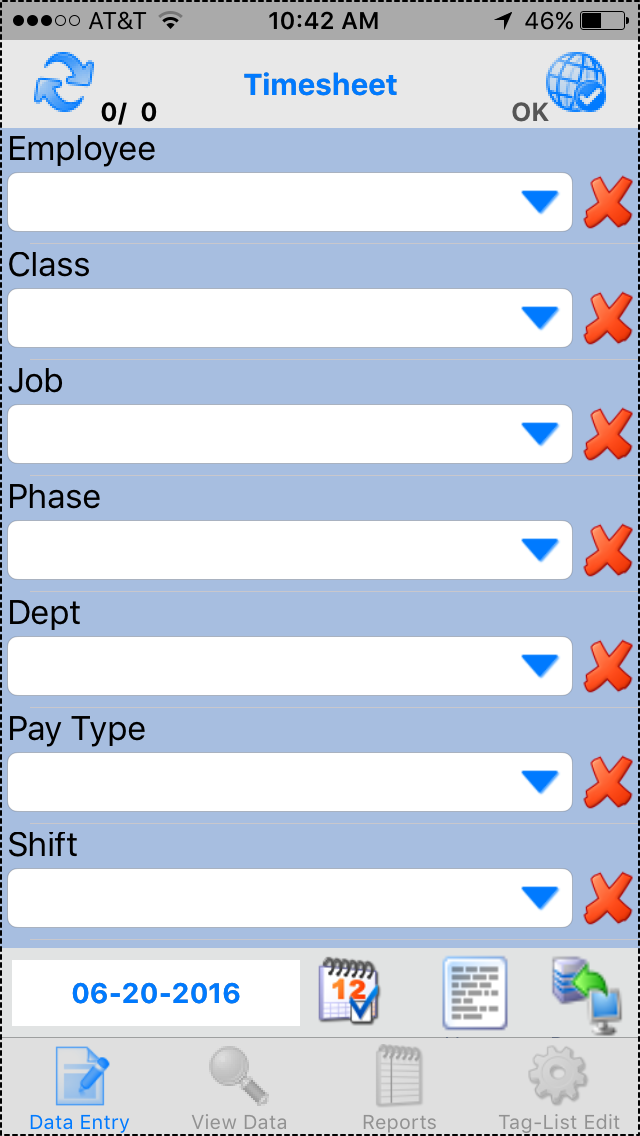 AT&T 10:42 AM 46%
Timesheet
0/ 0 OK
Employee
Class
Job
Phase
Dept
Pay Type
Shift
06-20-2016 12
Data Entry View Data Reports Tag-List Edit